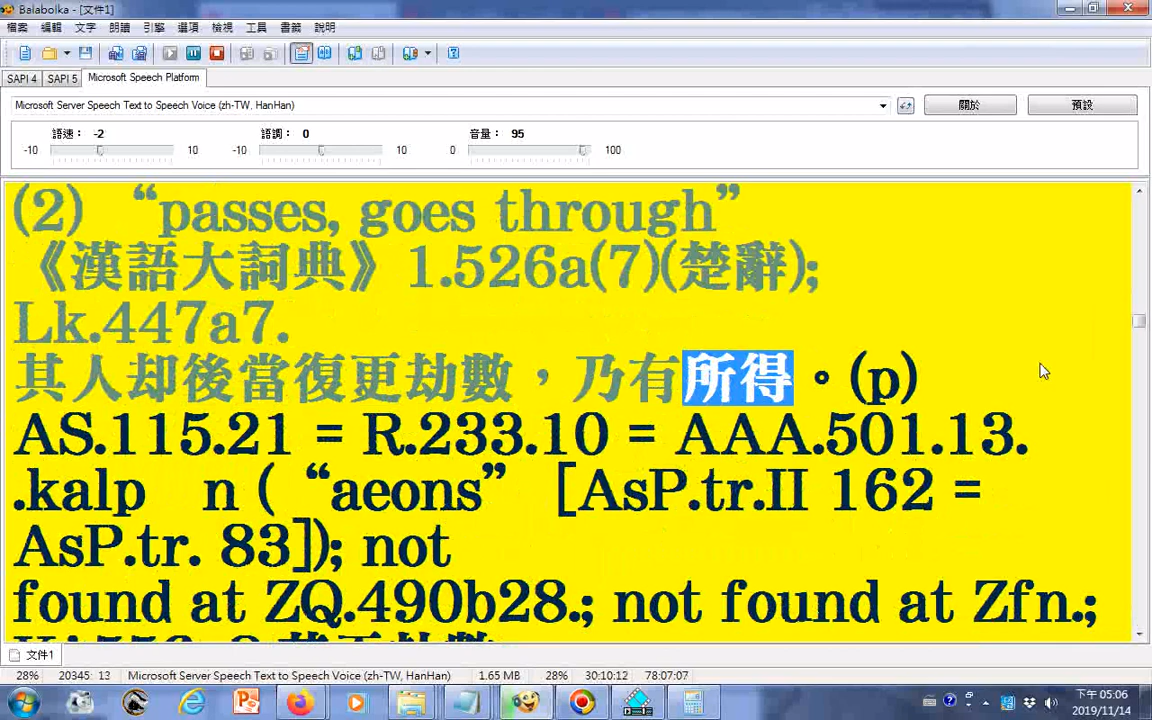 Balabolka - [文件1]
檔案 編輯 文字 朗讀 引擎 選項 檢視 工具 書籤 說明
SAPI 4 SAPI 5 Microsoft Speech Platform
Microsoft Server Speech Text to Speech Voice (zh-TW, HanHan) 關於 預設
語速： -2 語調： 0 音量： 95
-10 10 -10 10 0 100
(2) “passes, goes through”
《漢語大詞典》1.526a(7)(楚辭);
Lk.447a7.
其人却後當復更劫數，乃有所得。(p)
AS.115.21 = R.233.10 = AAA.501.13.
.kalp n (“aeons” [AsP.tr.II 162 =
AsP.tr. 83]); not
found at ZQ.490b28.; not found at Zfn.;
文件1
28% 20345: 13 Microsoft Server Speech Text to Speech Voice (zh-TW, HanHan) 1.65 MB 28% 30:10:12 78:07:07
下午 05:06
2019/11/14